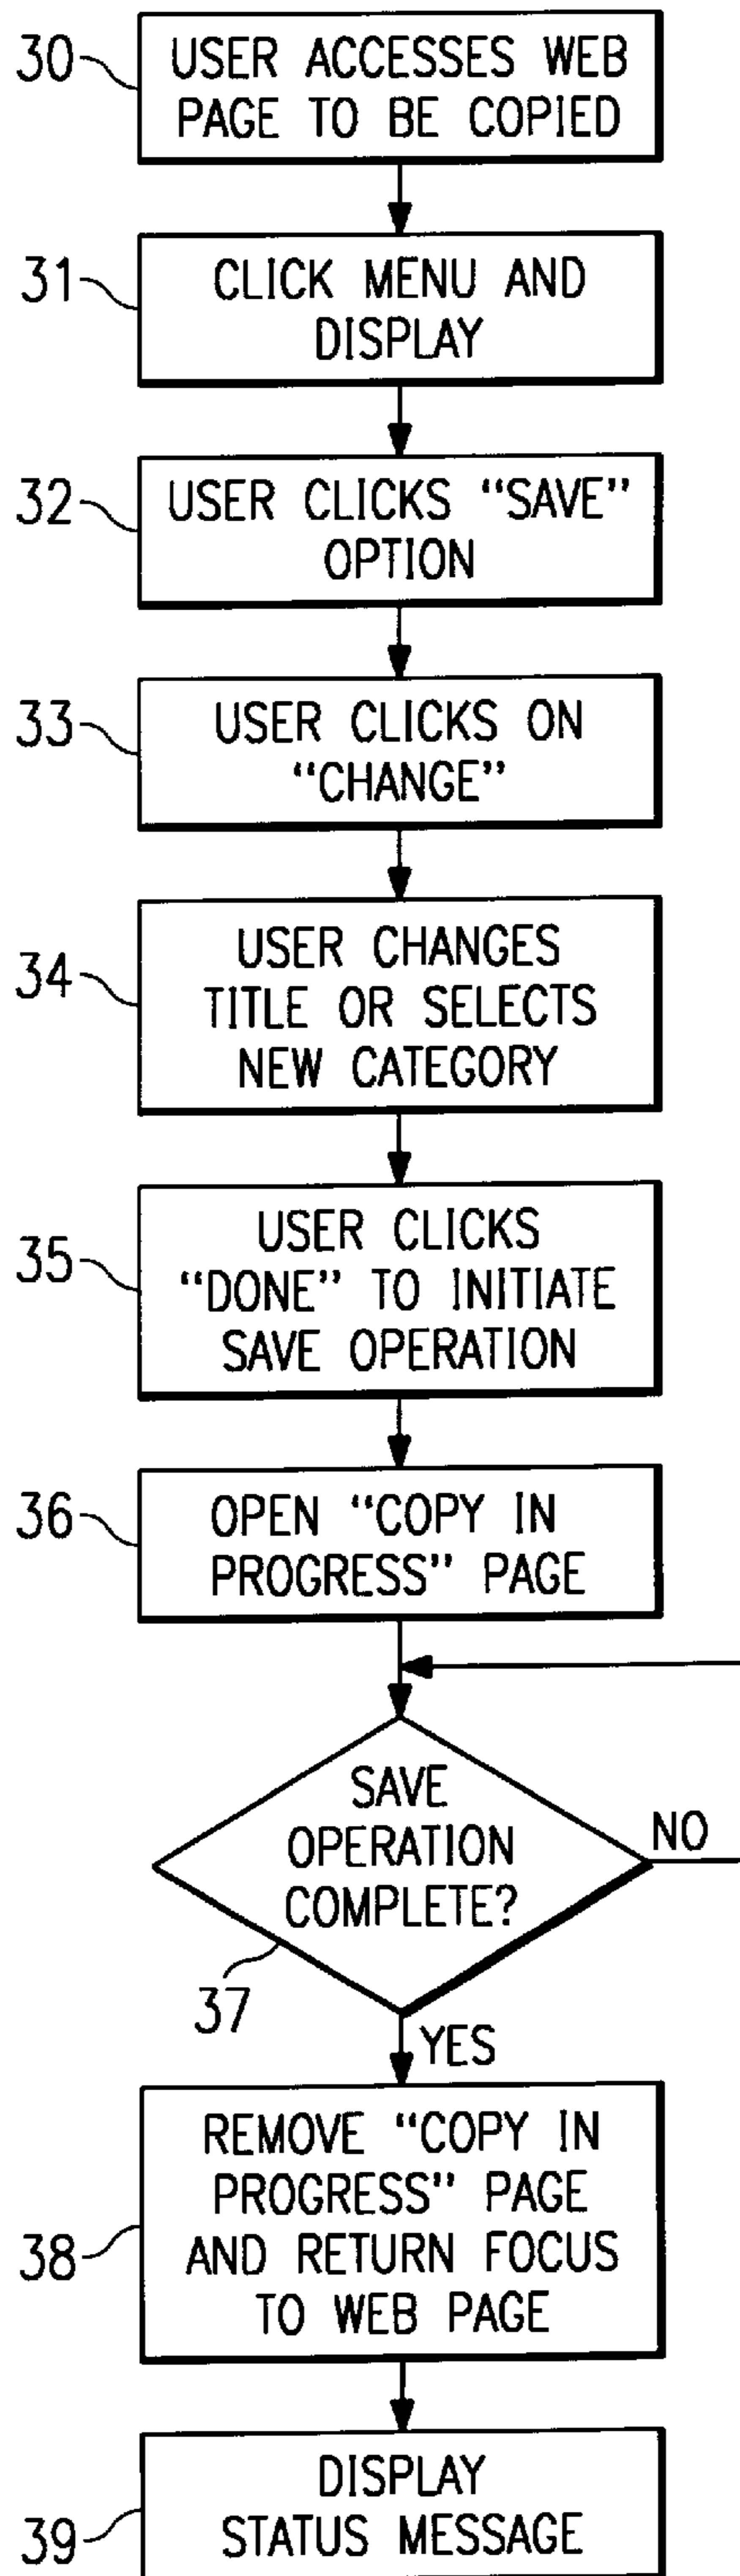 30
USER ACCESSES WEB
PAGE TO BE COPIED
31
CLICK MENU AND
DISPLAY
32
USER CLICKS “SAVE”
OPTION
33
USER CLICKS ON
“CHANGE”
34
USER CHANGES
TITLE OR SELECTS
NEW CATEGORY
35
USER CLICKS
“DONE” TO INITIATE
SAVE OPERATION
36
OPEN “COPY IN
PROGRESS” PAGE
SAVE
OPERATION
COMPLETE?
NO
37
YES
38
REMOVE “COPY IN
PROGRESS” PAGE
AND RETURN FOCUS
TO WEB PAGE
39
DISPLAY
STATUS MESSAGE